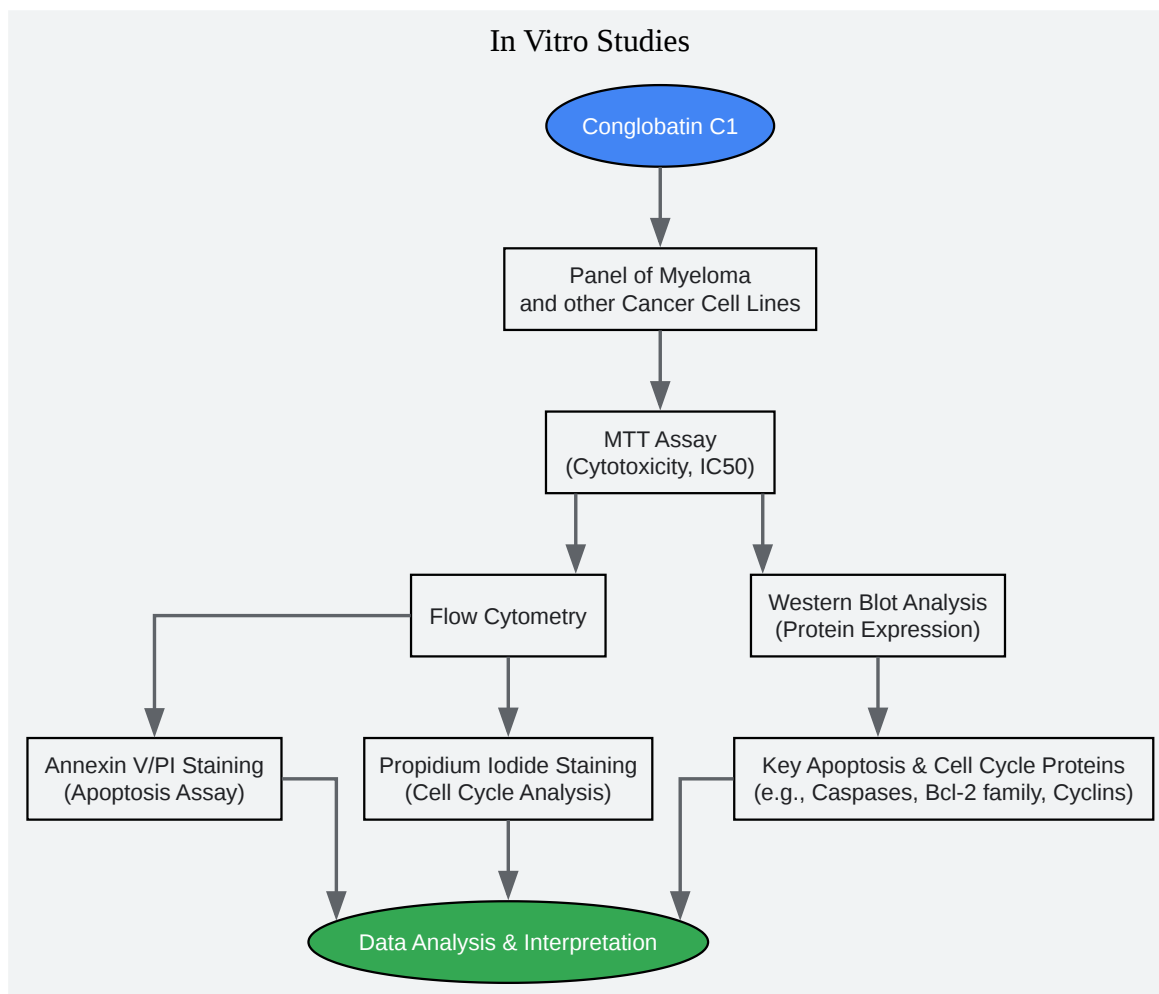 In Vitro Studies
Conglobatin C1
Panel of Myeloma
and other Cancer Cell Lines
MTT Assay
(Cytotoxicity, IC50)
Flow Cytometry
Western Blot Analysis
(Protein Expression)
Annexin V/PI Staining
(Apoptosis Assay)
Propidium Iodide Staining
(Cell Cycle Analysis)
Key Apoptosis & Cell Cycle Proteins
(e.g., Caspases, Bcl-2 family, Cyclins)
Data Analysis & Interpretation